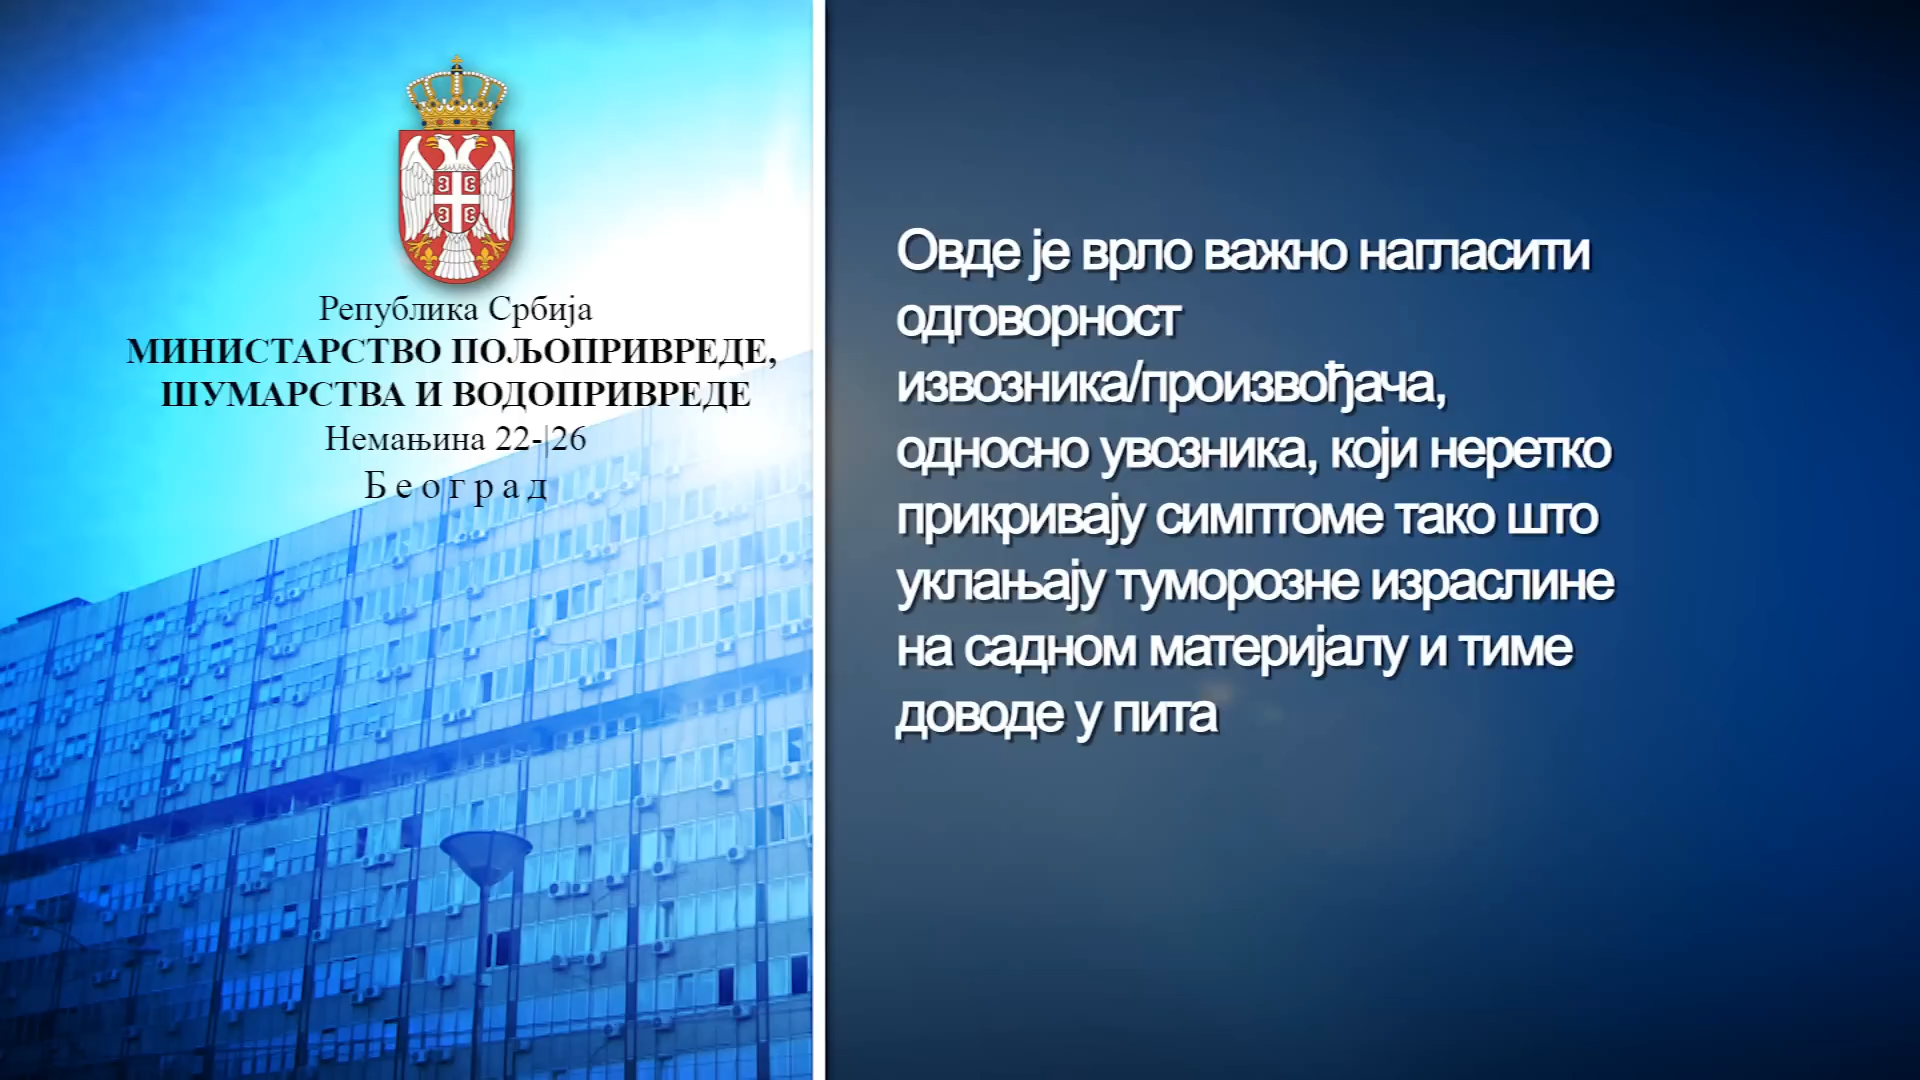 Република Србија
МИНИСТАРСТВО ПОЉОПРИВРЕДЕ,
ШУМАРСТВА И ВОДОПРИВРЕДЕ
Немањина 22-|26
Београд
Овде је врло важно нагласити
одговорност
извозника/произвођача,
односно увозника, који неретко
прикривају симптоме тако што
уклањају туморозне израслине
на садном материјалу и тиме
доводе у пита